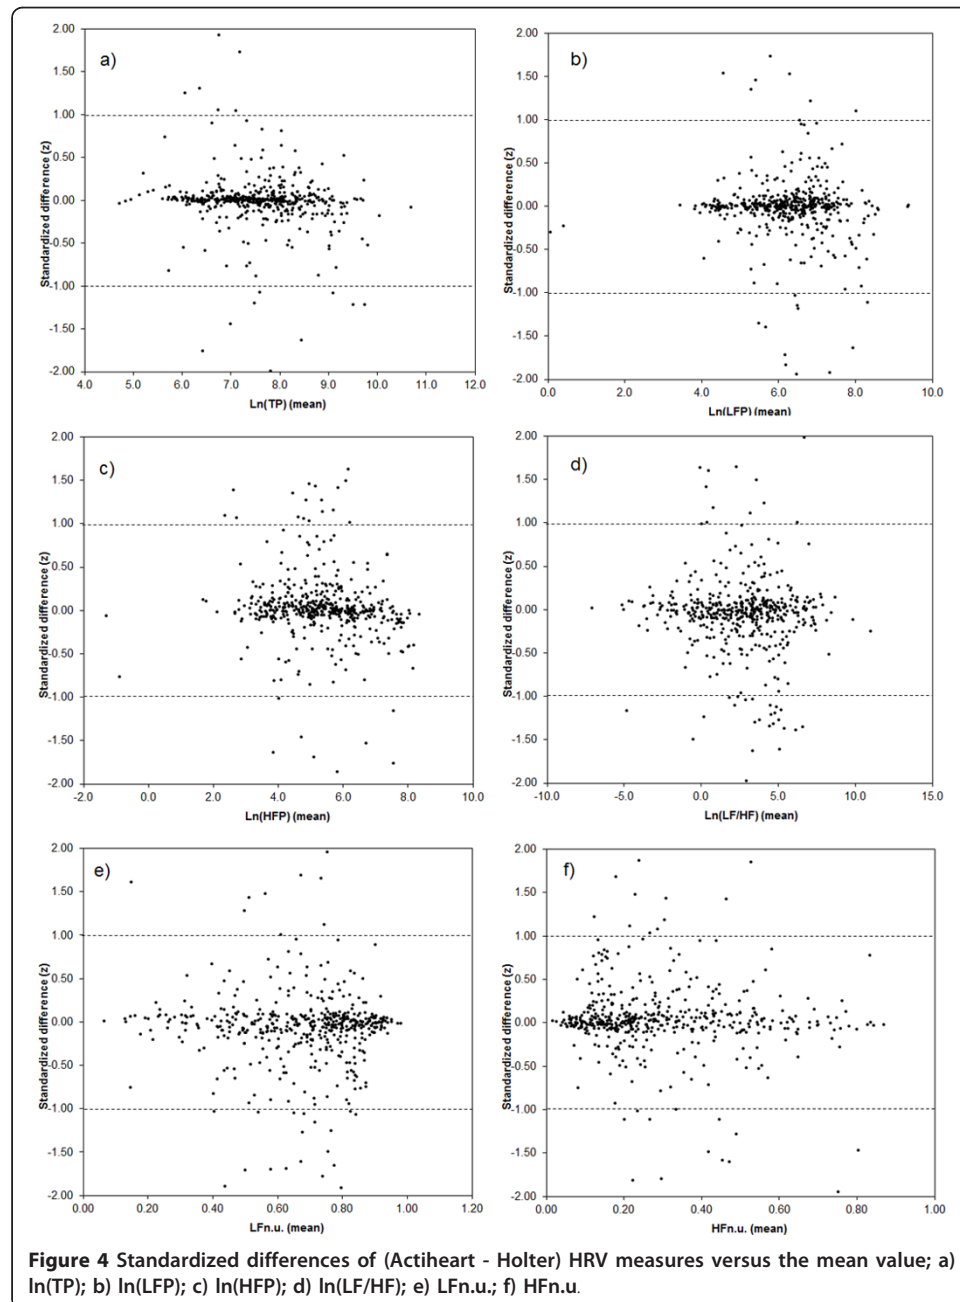 a)
2.00
1.50
1.00
0.50
0.00
-0.50
-1.00
-1.50
-2.00
Standardized difference (z)
4.0 5.0 6.0 7.0 8.0 9.0 10.0 11.0 12.0
Ln(TP) (mean)
b)
2.00
1.50
1.00
0.50
0.00
-0.50
-1.00
-1.50
-2.00
Standardized difference (z)
0.0 2.0 4.0 6.0 8.0 10.0
Ln(LFP) (mean)
c)
2.00
1.50
1.00
0.50
0.00
-0.50
-1.00
-1.50
-2.00
Standardized difference (z)
-2.0 0.0 2.0 4.0 6.0 8.0 10.0
Ln(HFP) (mean)
d)
2.00
1.50
1.00
0.50
0.00
-0.50
-1.00
-1.50
-2.00
Standardized difference (z)
-10.0 -5.0 0.0 5.0 10.0 15.0
Ln(LF/HF) (mean)
e)
2.00
1.50
1.00
0.50
0.00
-0.50
-1.00
-1.50
-2.00
Standardized difference (z)
0.00 0.20 0.40 0.60 0.80 1.00 1.20
LFn.u. (mean)
f)
2.00
1.50
1.00
0.50
0.00
-0.50
-1.00
-1.50
-2.00
Standardized difference (z)
0.00 0.20 0.40 0.60 0.80 1.00
HFn.u. (mean)
Figure 4 Standardized differences of (Actiheart - Holter) HRV measures versus the mean value; a)
ln(TP); b) ln(LFP); c) ln(HFP); d) ln(LF/HF); e) LFn.u.; f) HFn.u.